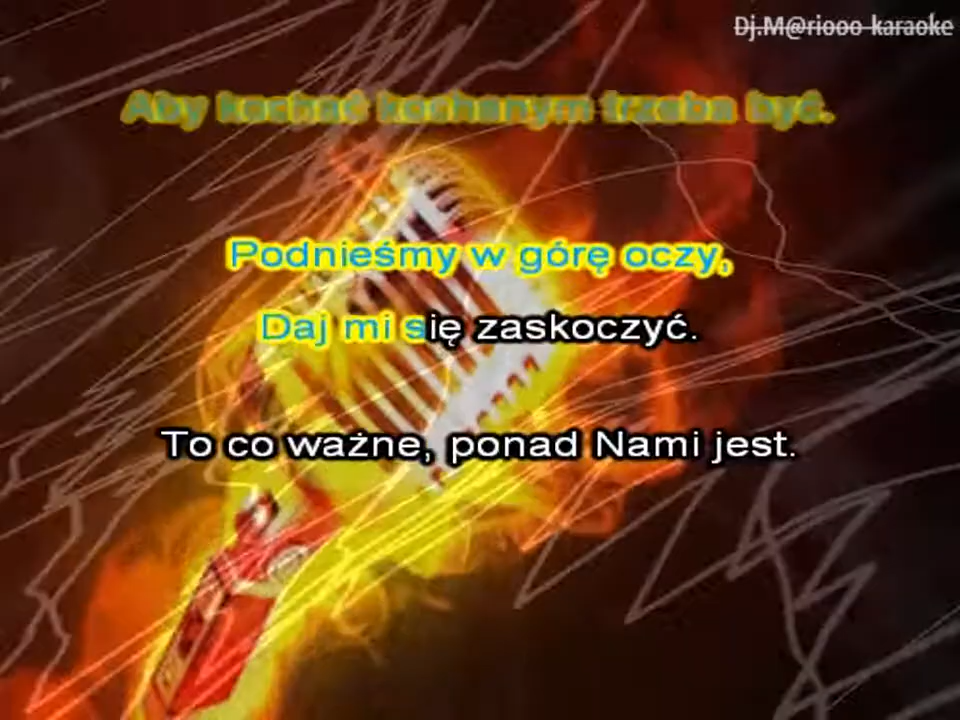 Dj.M@riooo karaoke
Aby kochać kochanym trzeba być.
Podnieśmy w górę oczy,
Daj mi się zaskoczyć.
To co ważne, ponad Nami jest.